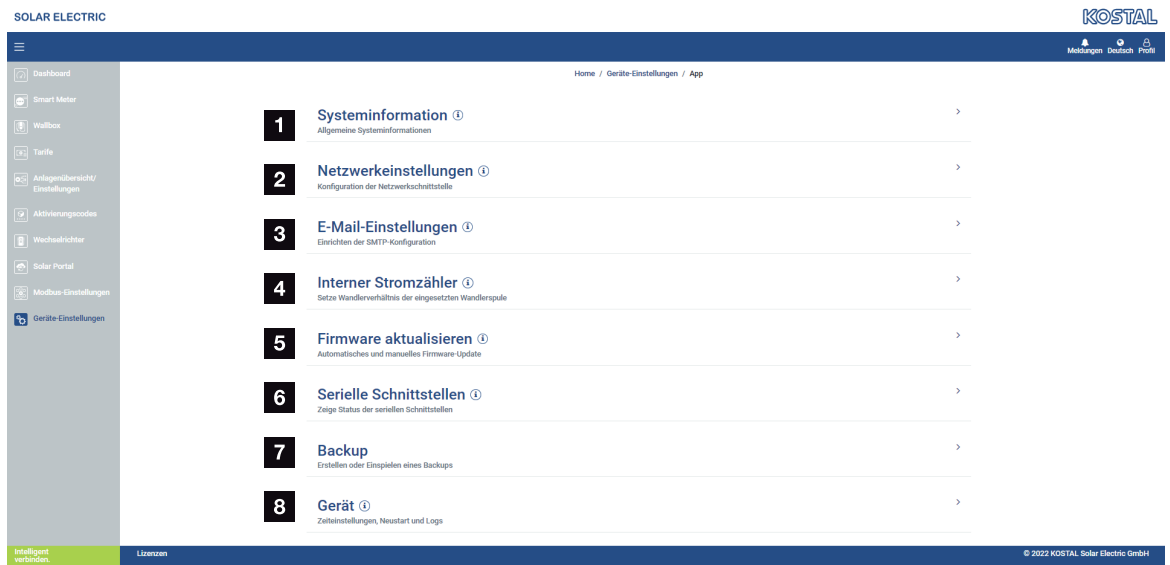 SOLAR ELECTRIC
KOSTAL
Meldungen Deutsch Profil
Home / Geräte-Einstellungen / App
Dashboard
Smart Meter
Wallbox
Tarife
Anlagenübersicht/
Einstellungen
Aktivierungscodes
Wechselrichter
Solar Portal
Modbus-Einstellungen
Geräte-Einstellungen
1 Systeminformation
Allgemeine Systeminformationen
2 Netzwerkeinstellungen
Konfiguration der Netzwerkschnittstelle
3 E-Mail-Einstellungen
Einrichten der SMTP-Konfiguration
4 Interner Stromzähler
Setze Wandlerverhältnis der eingesetzten Wandlerspule
5 Firmware aktualisieren
Automatisches und manuelles Firmware-Update
6 Serielle Schnittstellen
Zeige Status der seriellen Schnittstellen
7 Backup
Erstellen oder Einspielen eines Backups
8 Gerät
Zeiteinstellungen, Neustart und Logs
Intelligent
verbinden.
Lizenzen
© 2022 KOSTAL Solar Electric GmbH